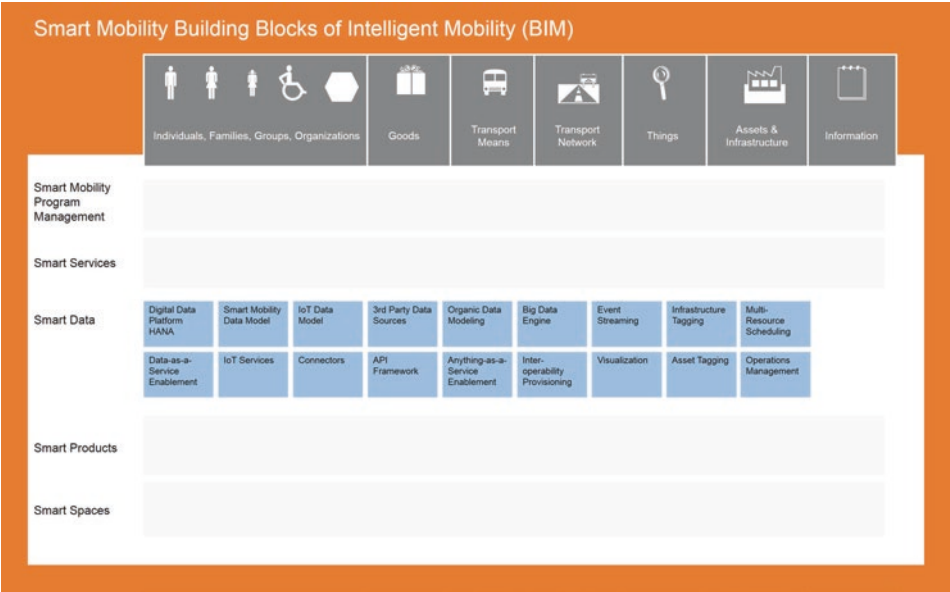 Smart Mobility Building Blocks of Intelligent Mobility (BIM)
Individuals, Families, Groups, Organizations
Goods
Transport
Means
Transport
Network
Things
Assets &
Infrastructure
Information
Smart Mobility
Program
Management
Smart Services
Smart Data
Digital Data
Platform
HANA
Smart Mobility
Data Model
IoT Data
Model
3rd Party Data
Sources
Organic Data
Modeling
Big Data
Engine
Event
Streaming
Infrastructure
Tagging
Multi-
Resource
Scheduling
Data-as-a-
Service
Enablement
IoT Services
Connectors
API
Framework
Anything-as-a-
Service
Enablement
Inter-
operability
Provisioning
Visualization
Asset Tagging
Operations
Management
Smart Products
Smart Spaces